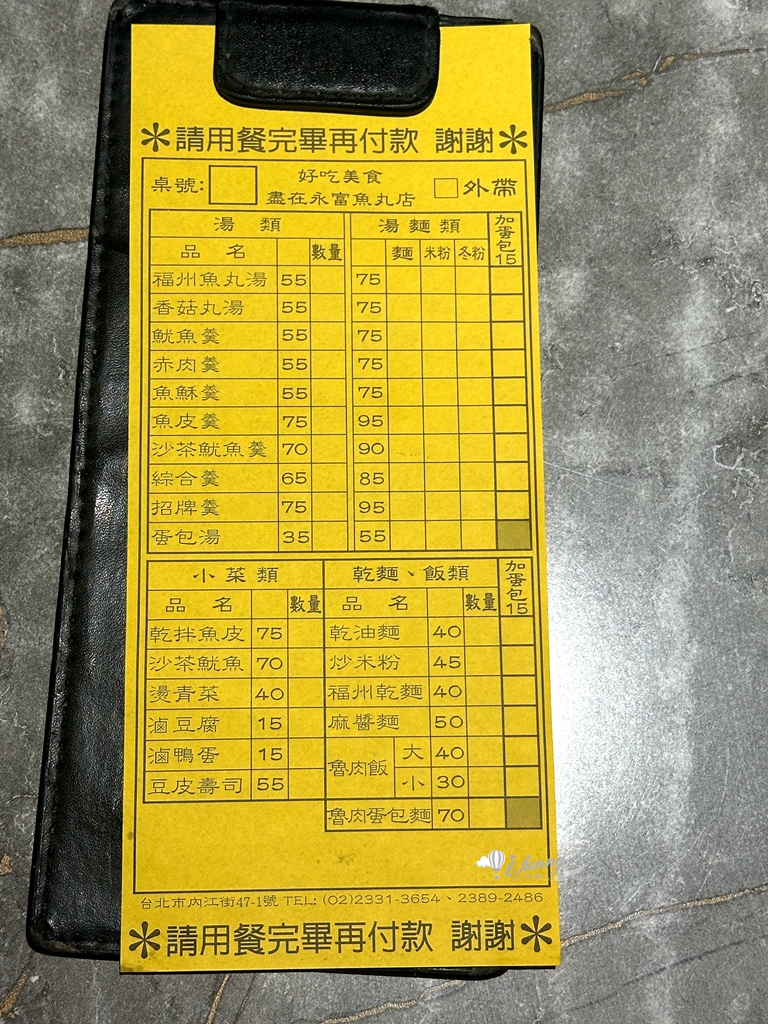 ＊請用餐完畢再付款 謝謝＊
桌號: 好吃美食 □外帶
盡在永富魚丸店
湯類 湯麵類 加蛋包15
品名 數量 麵 米粉 冬粉
福州魚丸湯 55 75
香菇丸湯 55 75
魷魚羹 55 75
赤肉羹 55 75
魚酥羹 55 75
魚皮羹 75 95
沙茶魷魚羹 70 90
綜合羹 65 85
招牌羹 75 95
蛋包湯 35 55
小菜類 乾麵、飯類 加蛋包15
品名 數量 品名 數量
乾拌魚皮 75 乾油麵 40
沙茶魷魚 70 炒米粉 45
燙青菜 40 福州乾麵 40
滷豆腐 15 麻醬麵 50
滷鴨蛋 15 魯肉飯 大 40
豆皮壽司 55 小 30
魯肉蛋包麵 70
台北市內江街47-1號 TEL: (02)2331-3654、2389-2486
＊請用餐完畢再付款 謝謝＊